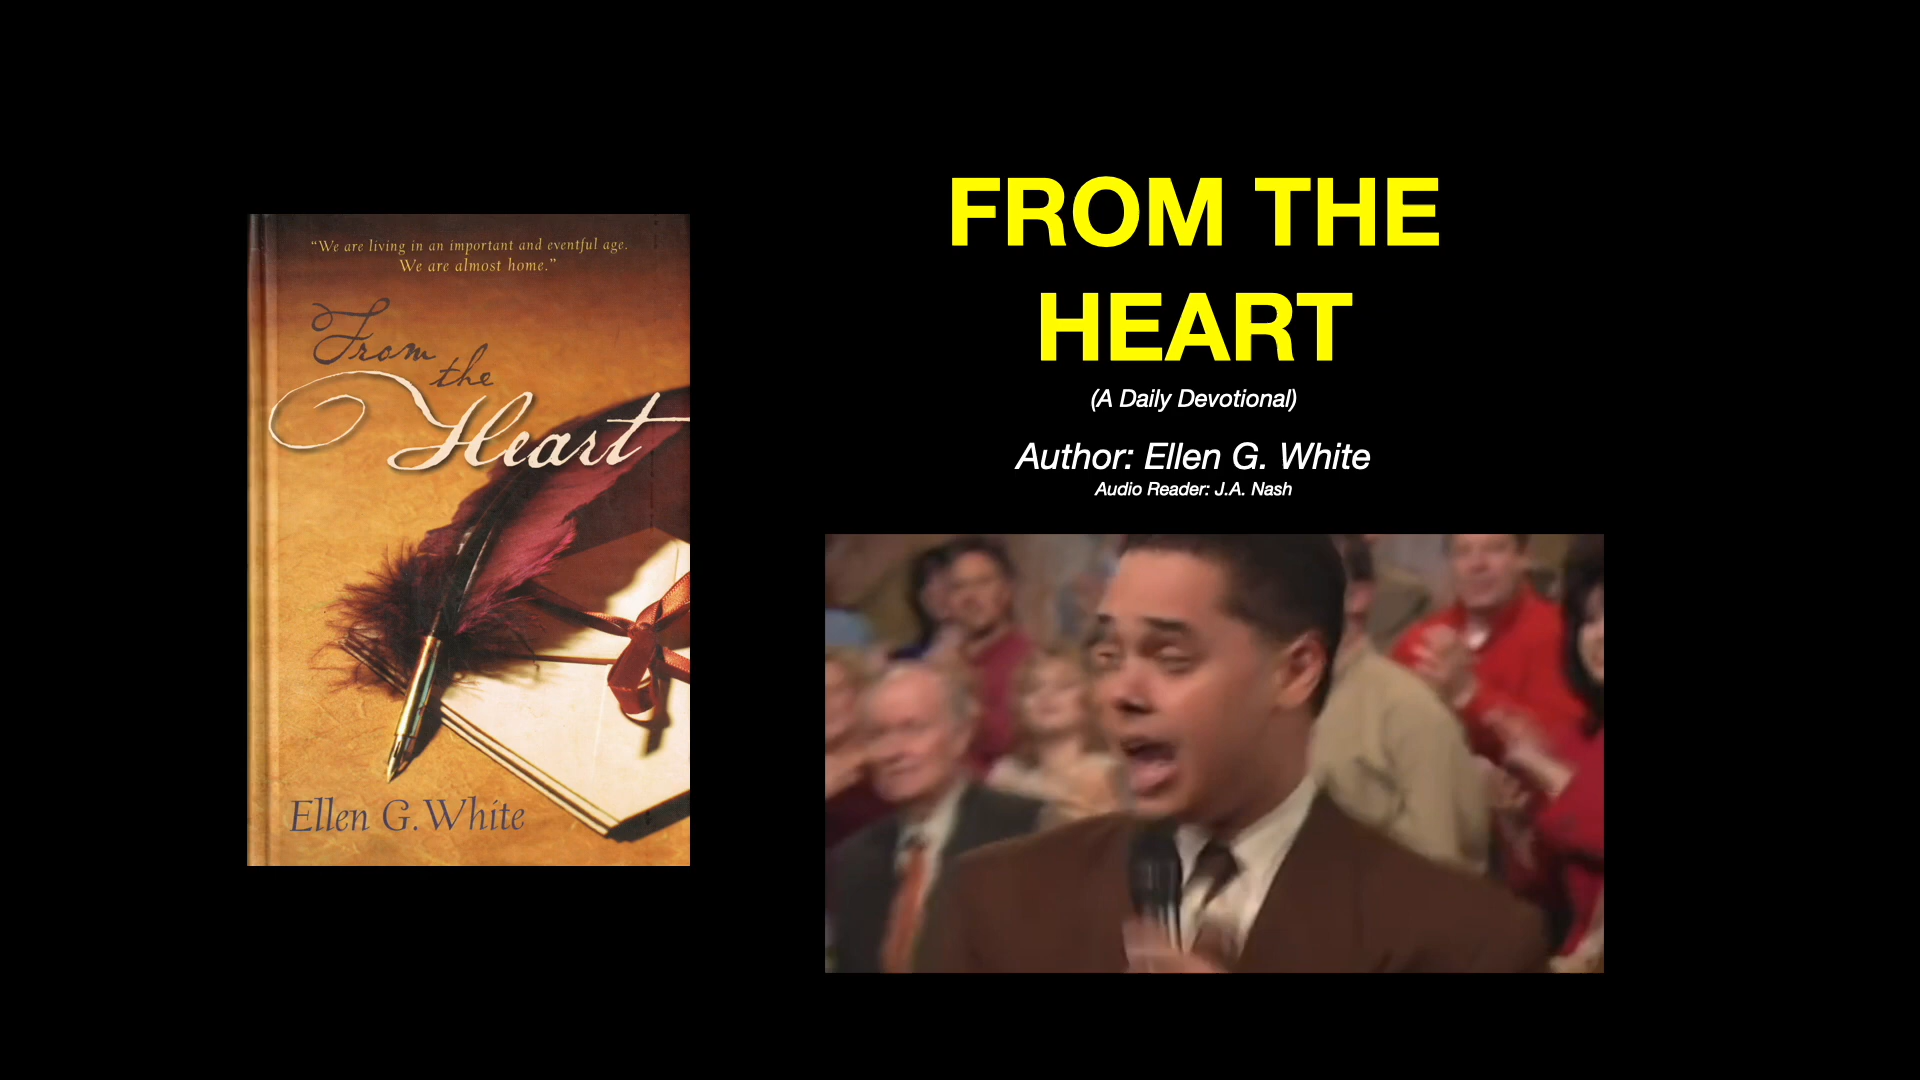 “We are living in an important and eventful age.
We are almost home.”
From
the
Heart
Ellen G. White
FROM THE
HEART
(A Daily Devotional)
Author: Ellen G. White
Audio Reader: J.A. Nash